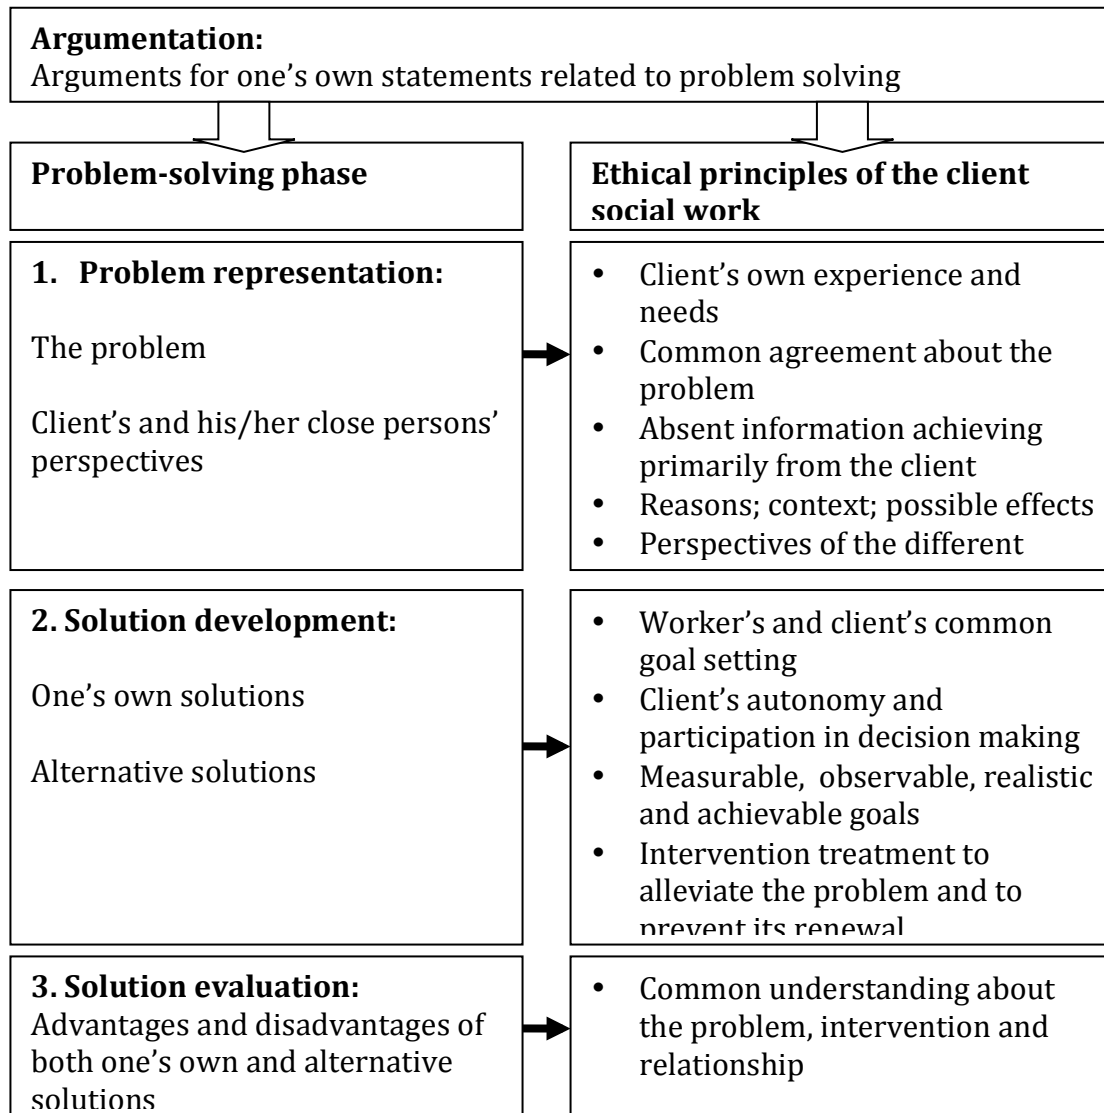 Argumentation:
Arguments for one’s own statements related to problem solving
Problem-solving phase
Ethical principles of the client
social work
1. Problem representation:
The problem
Client’s and his/her close persons’
perspectives
• Client’s own experience and
needs
• Common agreement about the
problem
• Absent information achieving
primarily from the client
• Reasons; context; possible effects
• Perspectives of the different
2. Solution development:
One’s own solutions
Alternative solutions
• Worker’s and client’s common
goal setting
• Client’s autonomy and
participation in decision making
• Measurable, observable, realistic
and achievable goals
• Intervention treatment to
alleviate the problem and to
prevent its renewal
3. Solution evaluation:
Advantages and disadvantages of
both one’s own and alternative
solutions
• Common understanding about
the problem, intervention and
relationship